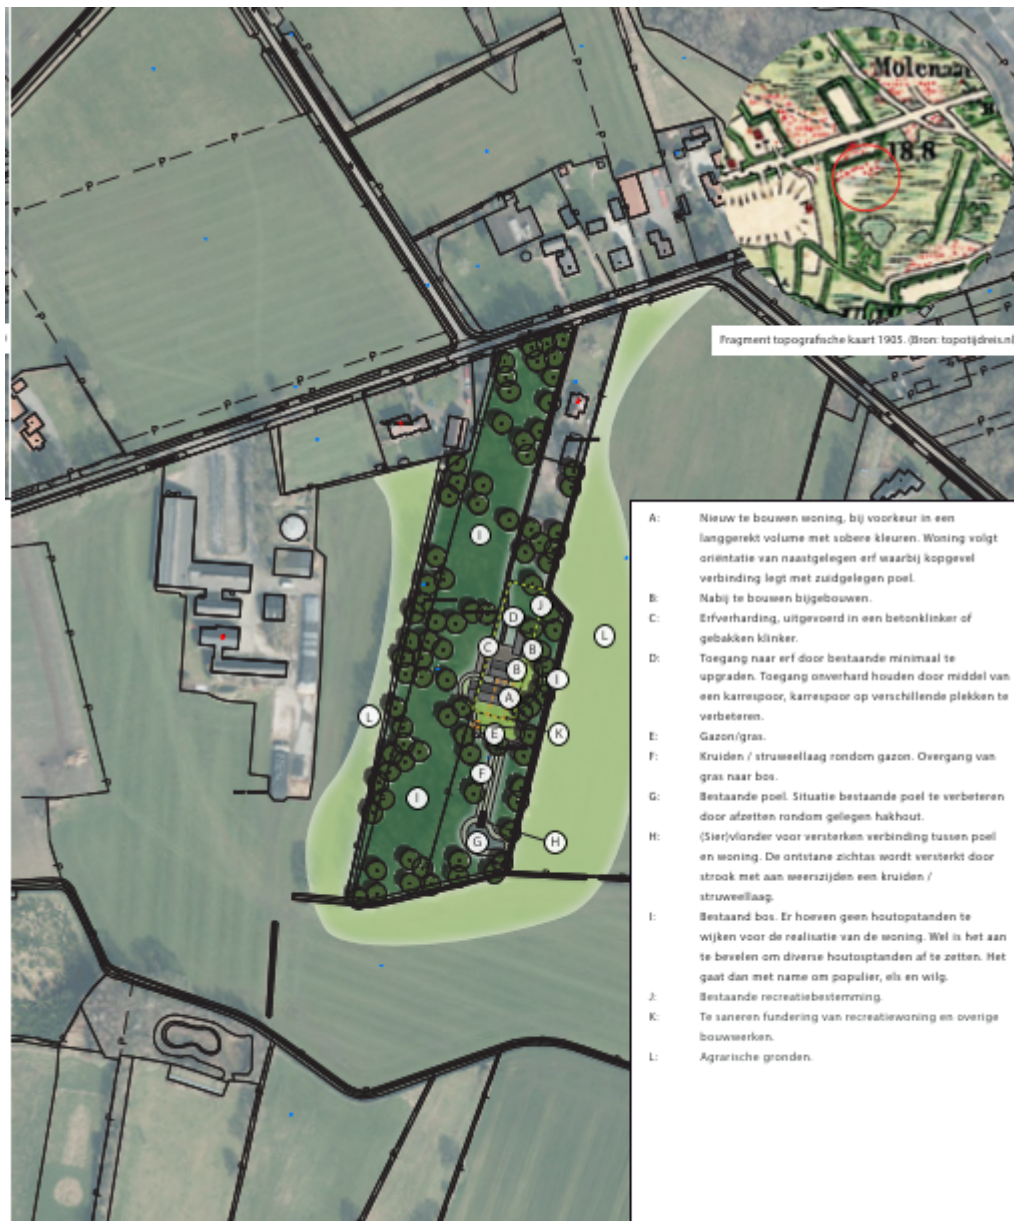 Molenaa
18.8
Fragment topografische kaart 1905. (Bron: topotijdreis.nl
A: Nieuw te bouwen woning, bij voorkeur in een
langgerekt volume met sobere kleuren. Woning volgt
oriëntatie van naastgelegen erf waarbij kopgevel
verbinding legt met zuidgelegen poel.
B: Nabij te bouwen bijgebouwen.
C: Erfverharding, uitgevoerd in een betonklinker of
gebakken klinker.
D: Toegang naar erf door bestaande minimaal te
upgraden. Toegang onverhard houden door middel van
een karrespoor, karrespoor op verschillende plekken te
verbeteren.
E: Gazon/gras.
F: Kruiden / struweellaag rondom gazon. Overgang van
gras naar bos.
G: Bestaande poel. Situatie bestaande poel te verbeteren
door afzetten rondom gelegen hakhout.
H: (Sier)vlonder voor versterken verbinding tussen poel
en woning. De ontstane zichtas wordt versterkt door
strook met aan weerszijden een kruiden /
struweellaag.
I: Bestaand bos. Er hoeven geen houtopstanden te
wijken voor de realisatie van de woning. Wel is het aan
te bevelen om diverse houtosptanden af te zetten. Het
gaat dan met name om populier, els en wilg.
J: Bestaande recreatiebestemming.
K: Te saneren fundering van recreatiewoning en overige
bouwwerken.
L: Agrarische gronden.
I
J
D
L
C
B
B
I
A
L
E
K
F
I
G
H